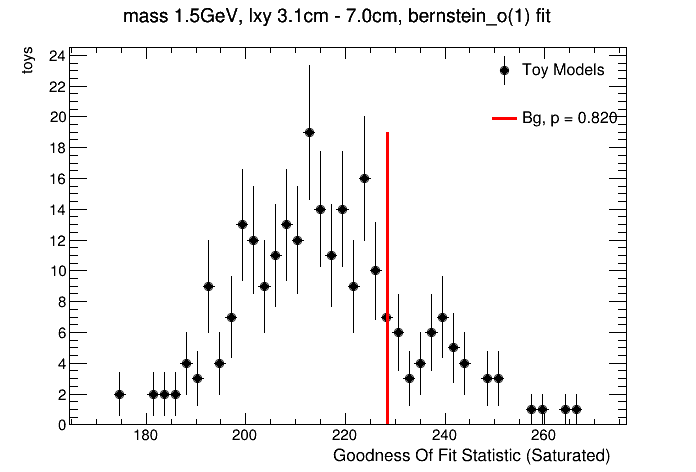 mass 1.5GeV, lxy 3.1cm - 7.0cm, bernstein_o(1) fit
toys
24
22
20
18
16
14
12
10
8
6
4
2
0
Toy Models
Bg, p = 0.820
180 200 220 240 260
Goodness Of Fit Statistic (Saturated)